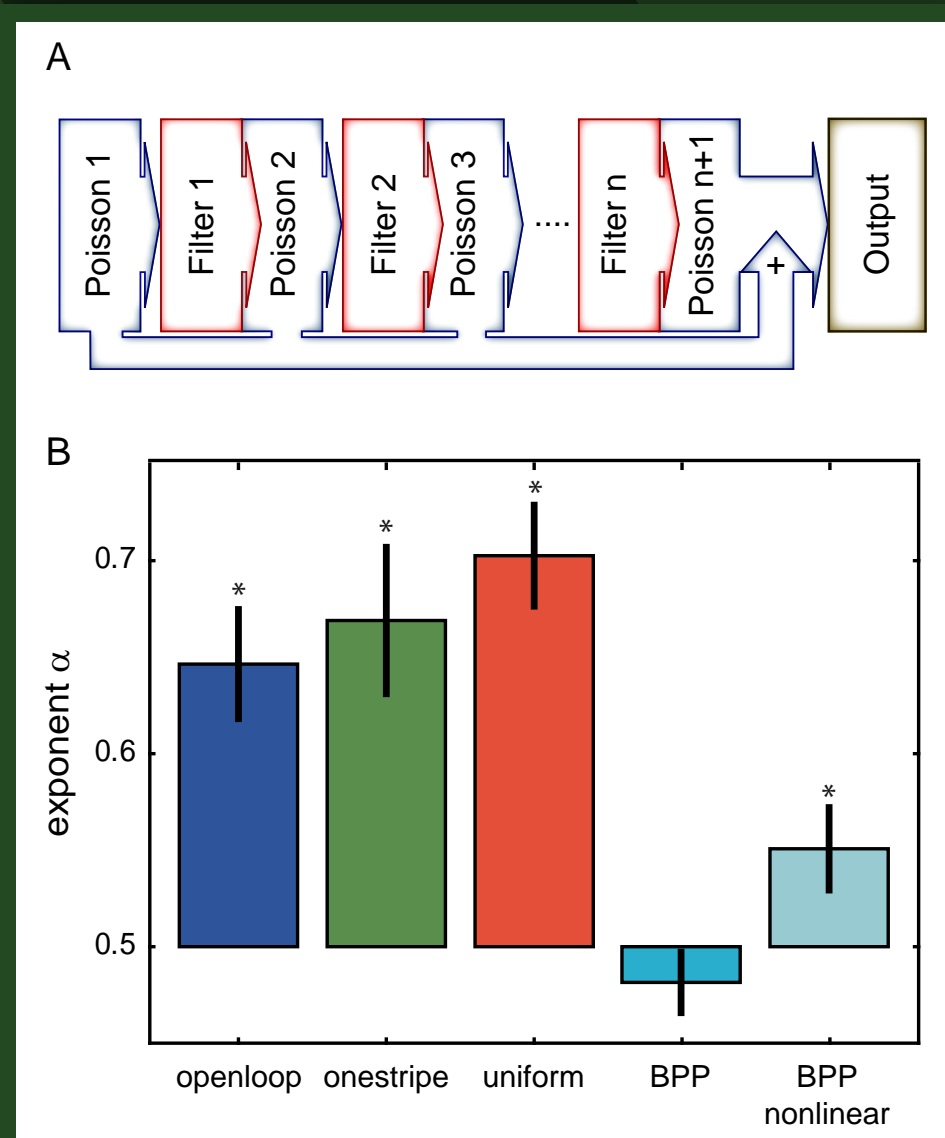 A
Poisson 1
Filter 1
Poisson 2
Filter 2
Poisson 3
....
Filter n
Poisson n+1
+
Output
B
exponent α
0.7
0.6
0.5
*
*
*
*
openloop
onestripe
uniform
BPP
BPP
nonlinear